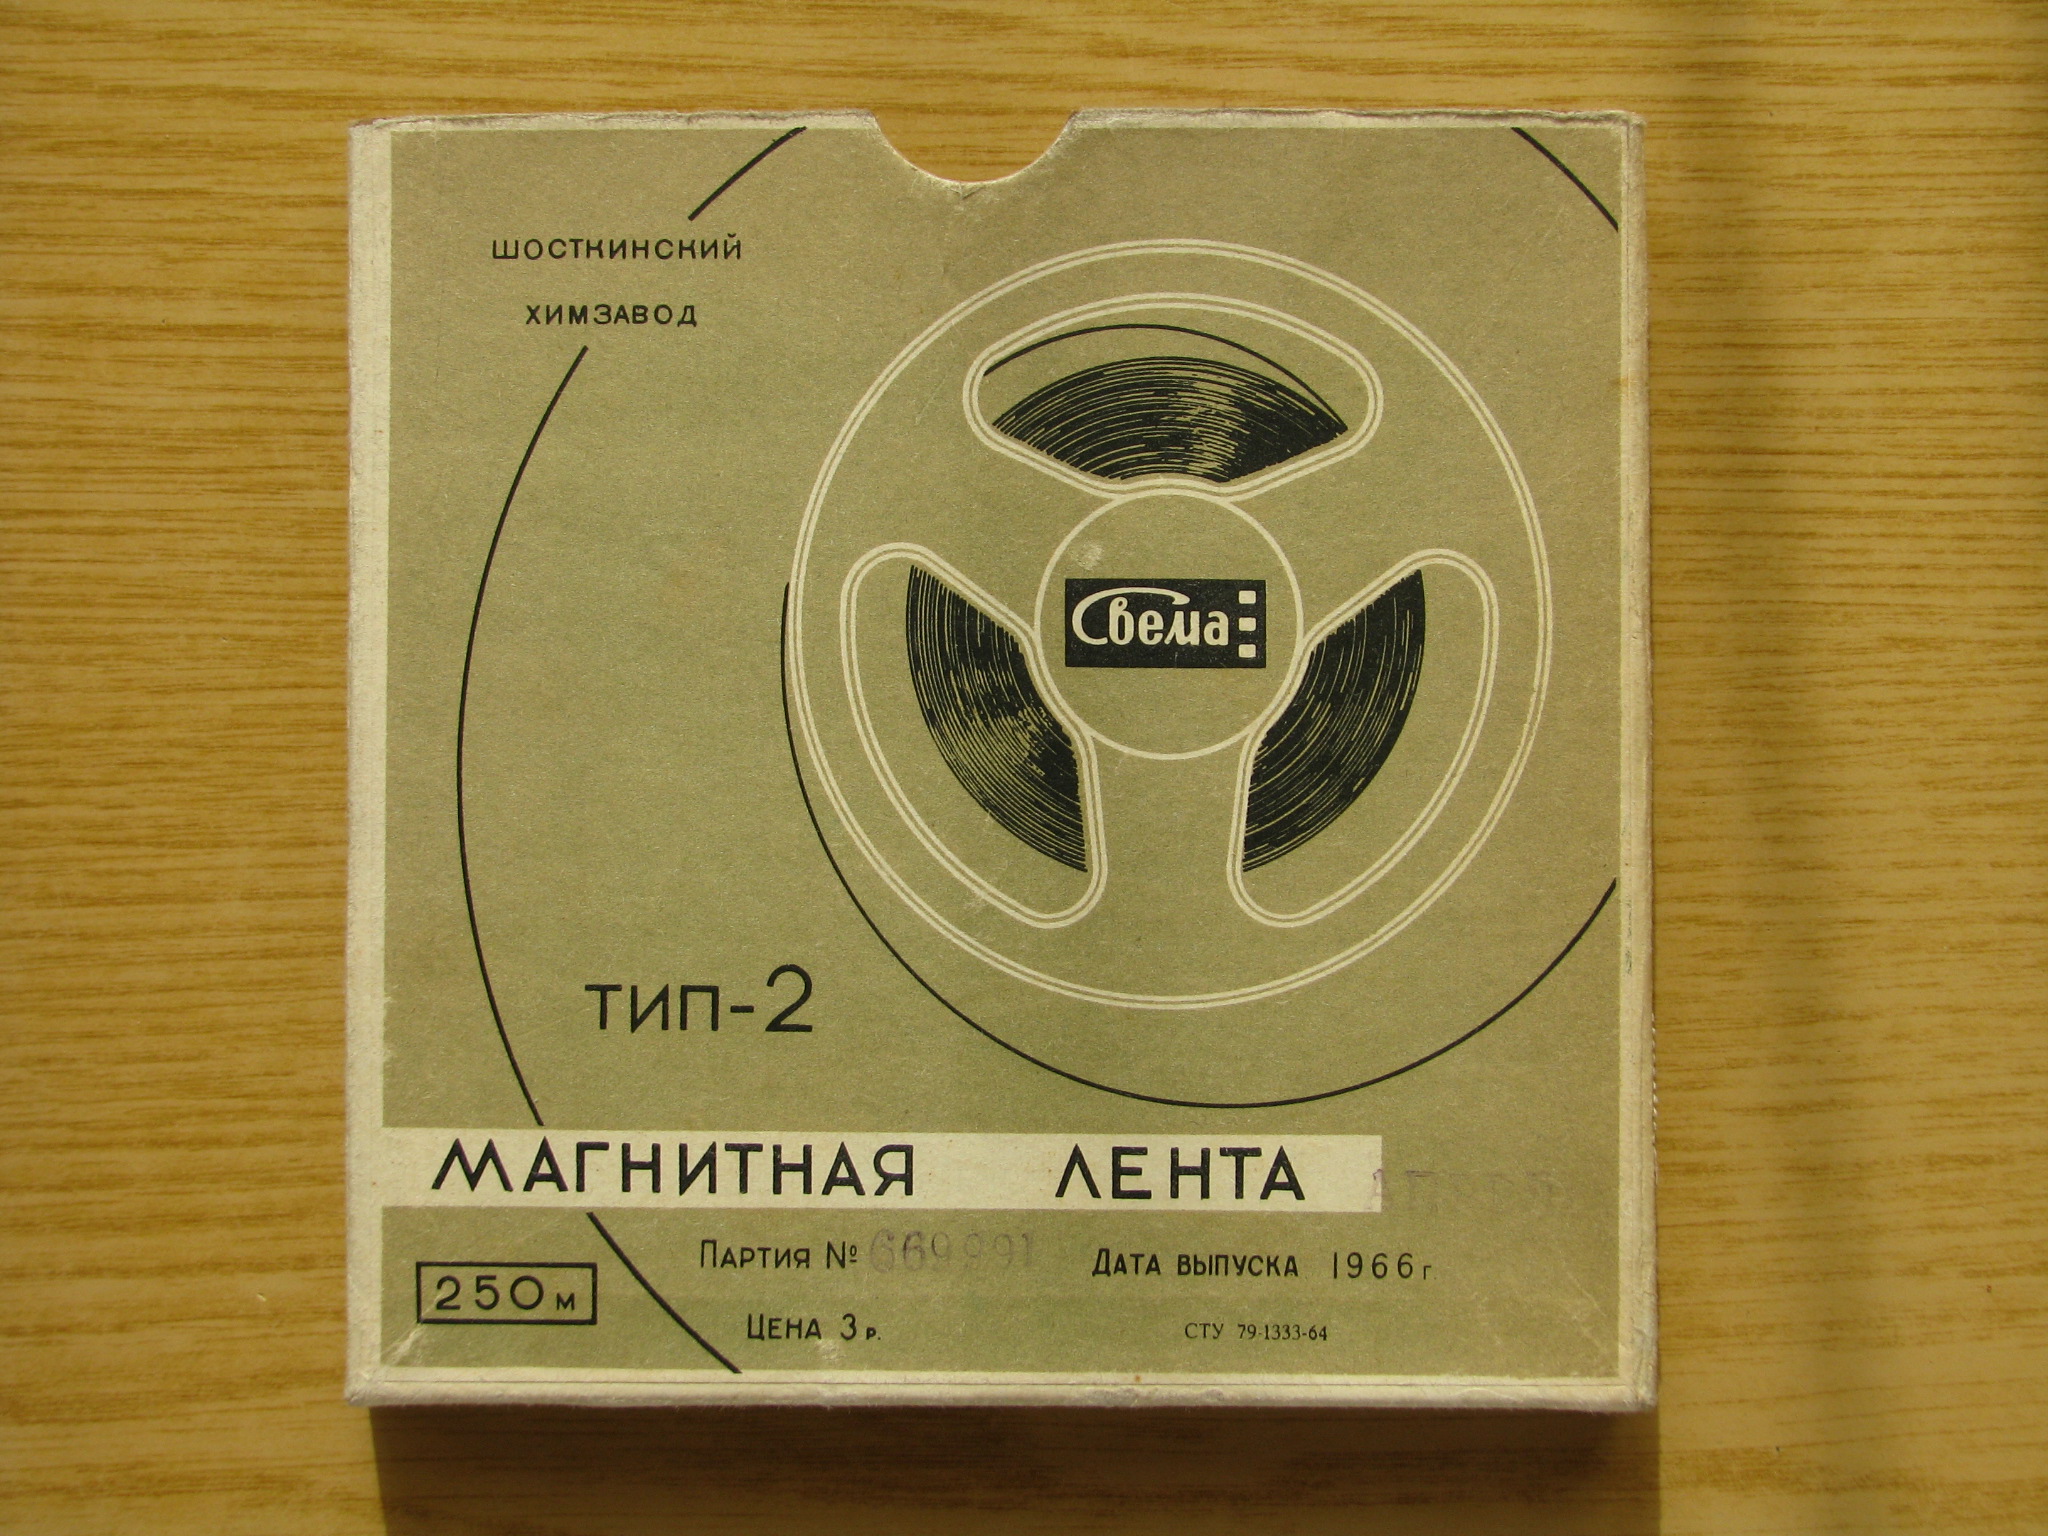 ШОСТКИНСКИЙ
ХИМЗАВОД
Свема
ТИП-2
МАГНИТНАЯ ЛЕНТА
ПАРТИЯ № 669991 ДАТА ВЫПУСКА 1966г
250м
ЦЕНА 3р. СТУ 79-1333-64